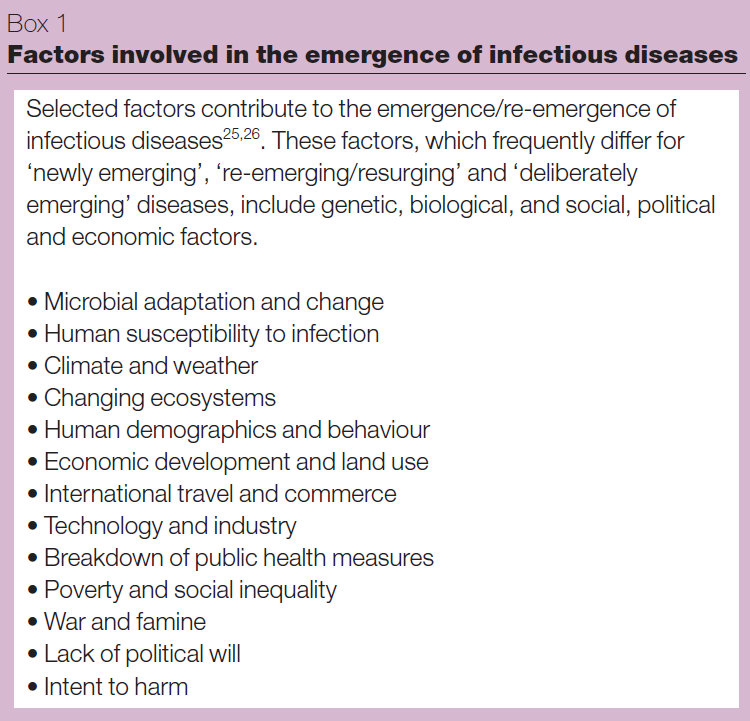 Box 1
Factors involved in the emergence of infectious diseases
Selected factors contribute to the emergence/re-emergence of
infectious diseases25,26. These factors, which frequently differ for
‘newly emerging’, ‘re-emerging/resurging’ and ‘deliberately
emerging’ diseases, include genetic, biological, and social, political
and economic factors.
• Microbial adaptation and change
• Human susceptibility to infection
• Climate and weather
• Changing ecosystems
• Human demographics and behaviour
• Economic development and land use
• International travel and commerce
• Technology and industry
• Breakdown of public health measures
• Poverty and social inequality
• War and famine
• Lack of political will
• Intent to harm